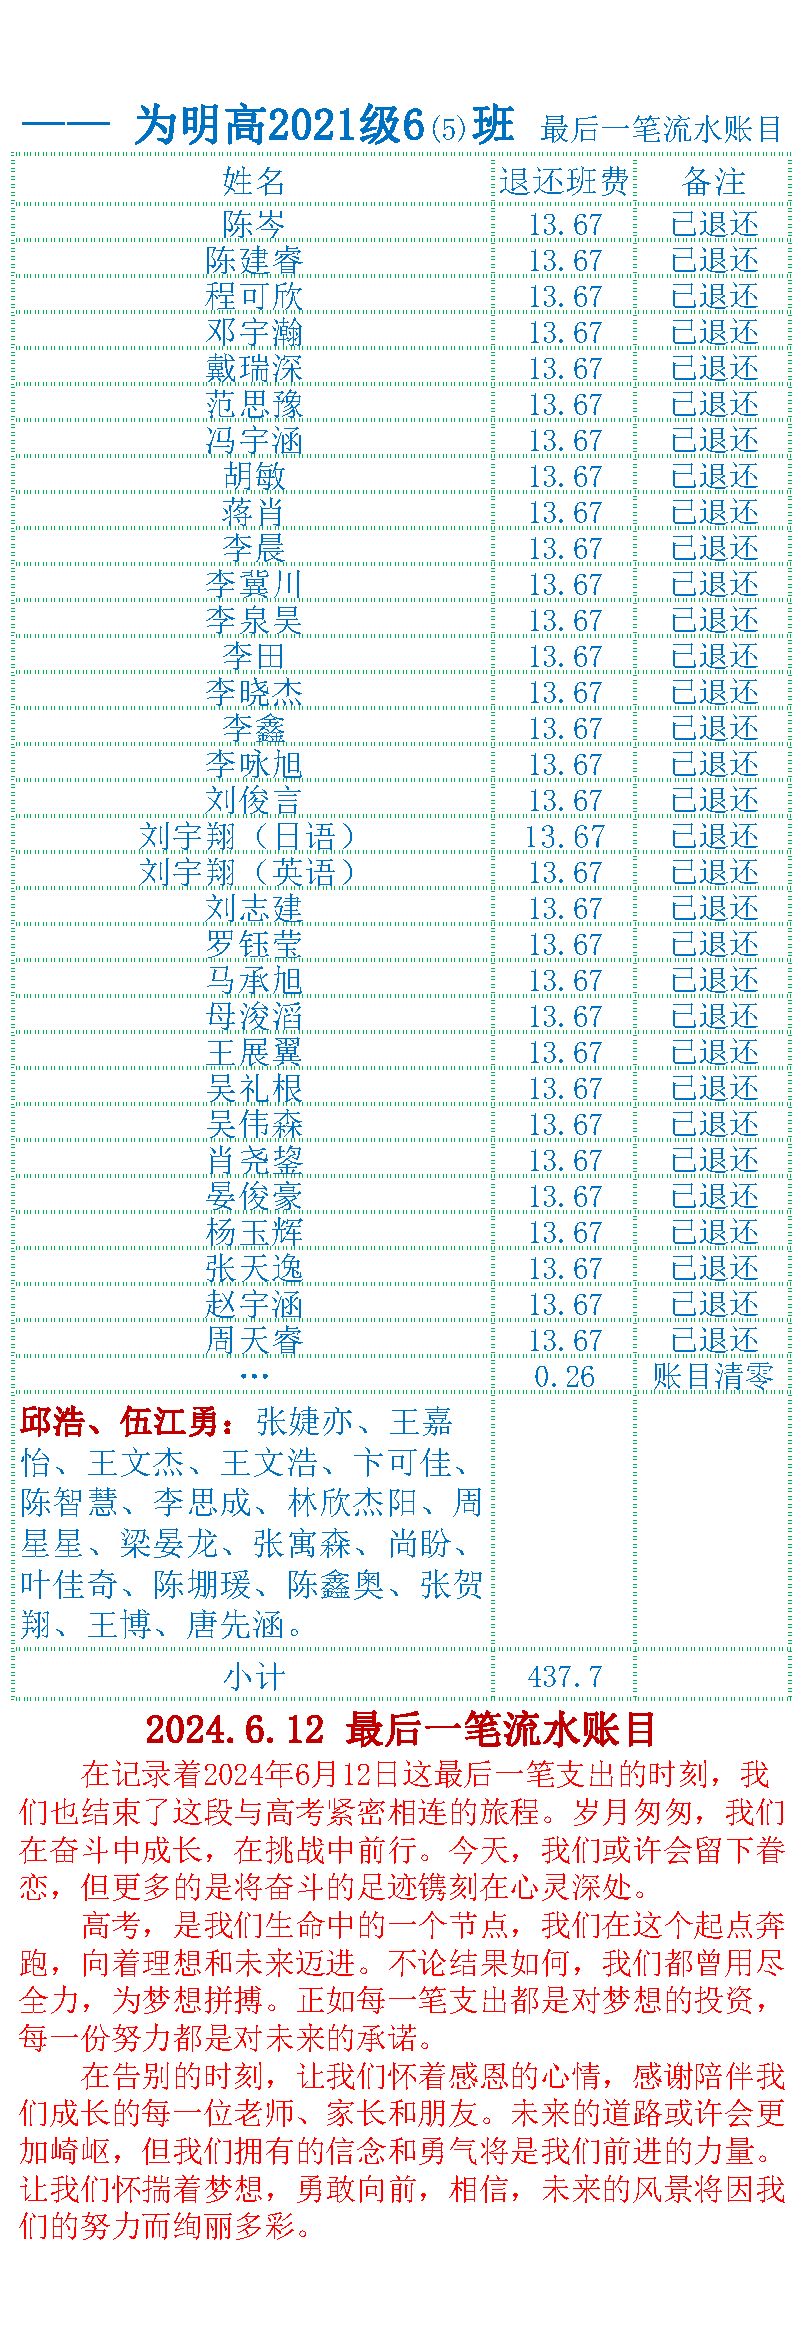 —— 为明高2021级6(5)班 最后一笔流水账目
姓名 退还班费 备注
陈岑 13.67 已退还
陈建睿 13.67 已退还
程可欣 13.67 已退还
邓宇瀚 13.67 已退还
戴瑞深 13.67 已退还
范思豫 13.67 已退还
冯宇涵 13.67 已退还
胡敏 13.67 已退还
蒋肖 13.67 已退还
李晨 13.67 已退还
李冀川 13.67 已退还
李泉昊 13.67 已退还
李田 13.67 已退还
李晓杰 13.67 已退还
李鑫 13.67 已退还
李咏旭 13.67 已退还
刘俊言 13.67 已退还
刘宇翔（日语） 13.67 已退还
刘宇翔（英语） 13.67 已退还
刘志建 13.67 已退还
罗钰莹 13.67 已退还
马承旭 13.67 已退还
母浚滔 13.67 已退还
王展翼 13.67 已退还
吴礼根 13.67 已退还
吴伟森 13.67 已退还
肖尧鋆 13.67 已退还
晏俊豪 13.67 已退还
杨玉辉 13.67 已退还
张天逸 13.67 已退还
赵宇涵 13.67 已退还
周天睿 13.67 已退还
… 0.26 账目清零
邱浩、伍江勇：张婕亦、王嘉
怡、王文杰、王文浩、卞可佳、
陈智慧、李思成、林欣杰阳、周
星星、梁晏龙、张寓森、尚盼、
叶佳奇、陈堋瑗、陈鑫奥、张贺
翔、王博、唐先涵。
小计 437.7
2024.6.12 最后一笔流水账目
在记录着2024年6月12日这最后一笔支出的时刻，我
们也结束了这段与高考紧密相连的旅程。岁月匆匆，我们
在奋斗中成长，在挑战中前行。今天，我们或许会留下眷
恋，但更多的是将奋斗的足迹镌刻在心灵深处。
高考，是我们生命中的一个节点，我们在这个起点奔
跑，向着理想和未来迈进。不论结果如何，我们都曾用尽
全力，为梦想拼搏。正如每一笔支出都是对梦想的投资，
每一份努力都是对未来的承诺。
在告别的时刻，让我们怀着感恩的心情，感谢陪伴我
们成长的每一位老师、家长和朋友。未来的道路或许会更
加崎岖，但我们拥有的信念和勇气将是我们前进的力量。
让我们怀揣着梦想，勇敢向前，相信，未来的风景将因我
们的努力而绚丽多彩。